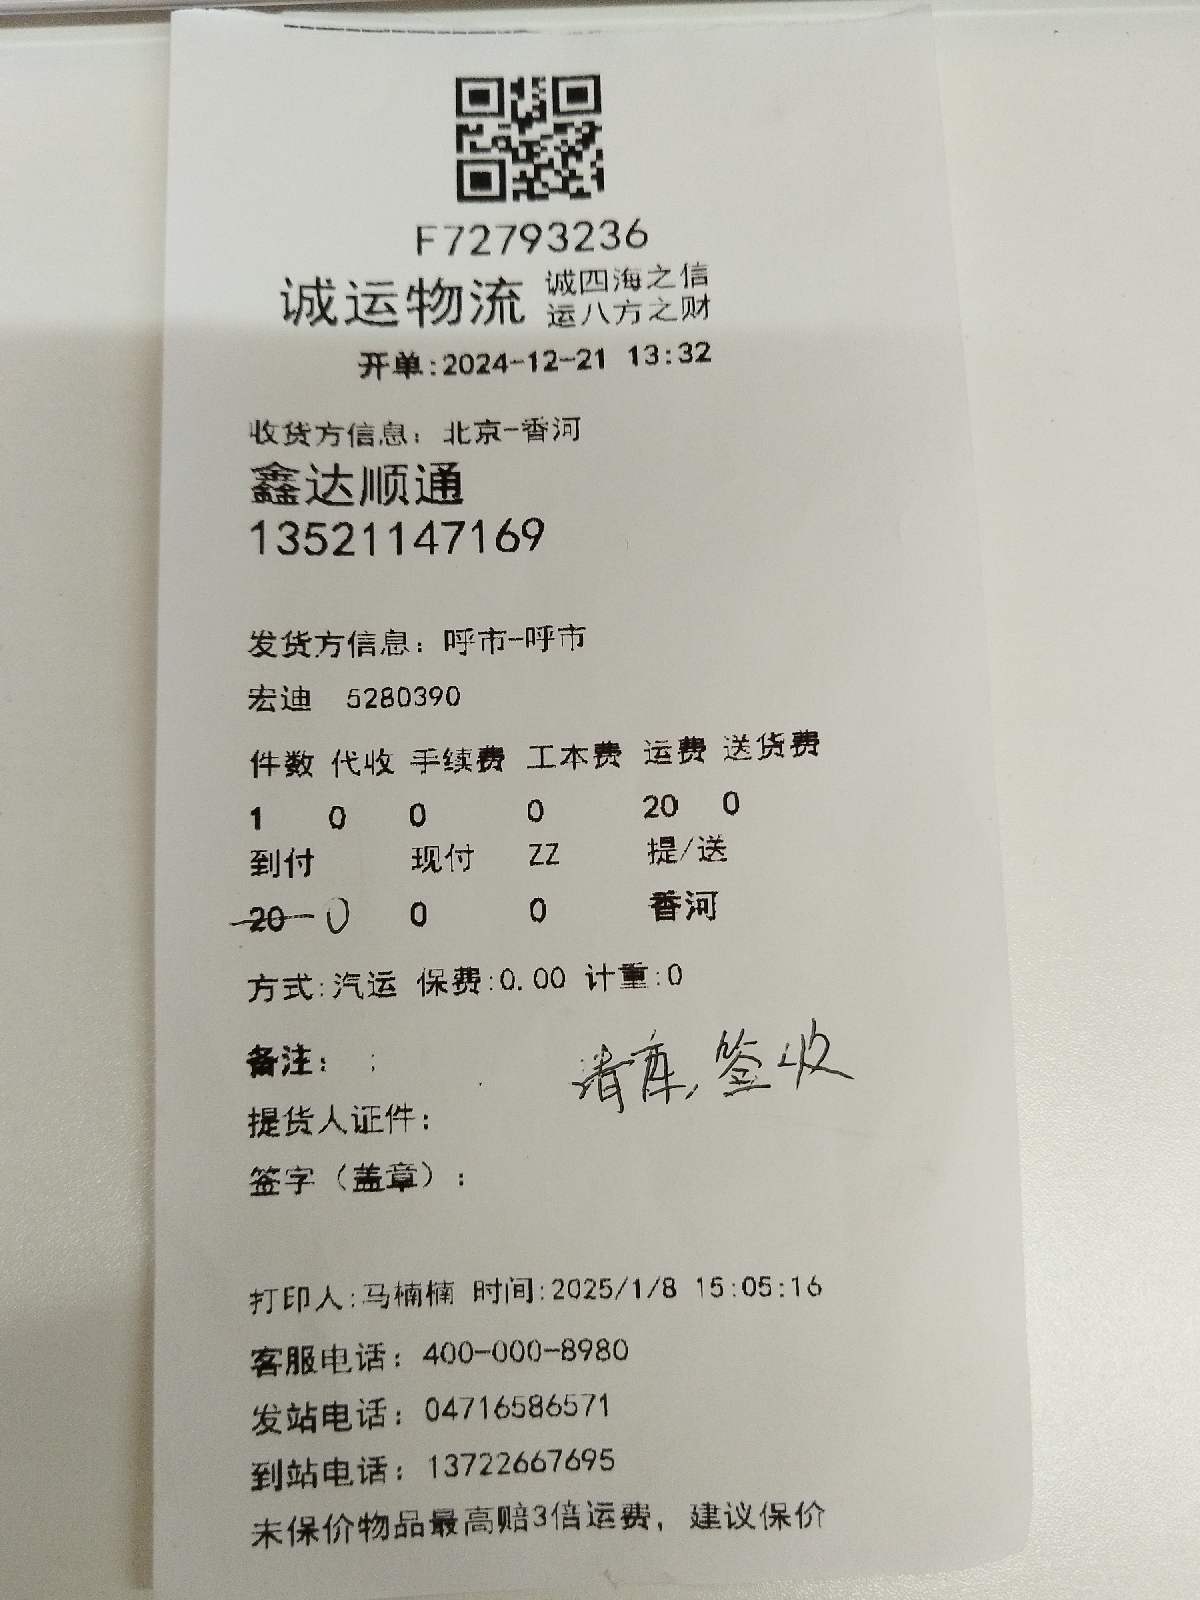 F72793236
诚运物流 诚四海之信
运八方之财
开单:2024-12-21 13:32
收货方信息: 北京-香河
鑫达顺通
13521147169
发货方信息: 呼市-呼市
宏迪 5280390
件数 代收 手续费 工本费 运费 送货费
1 0 0 0 20 0
到付 现付 ZZ 提/送
20 0 0 0 香河
方式:汽运 保费:0.00 计重:0
备注: ;
签收
提货人证件:
签字（盖章）:
打印人:马楠楠 时间:2025/1/8 15:05:16
客服电话: 400-000-8980
发站电话: 04716586571
到站电话: 13722667695
未保价物品最高赔3倍运费, 建议保价